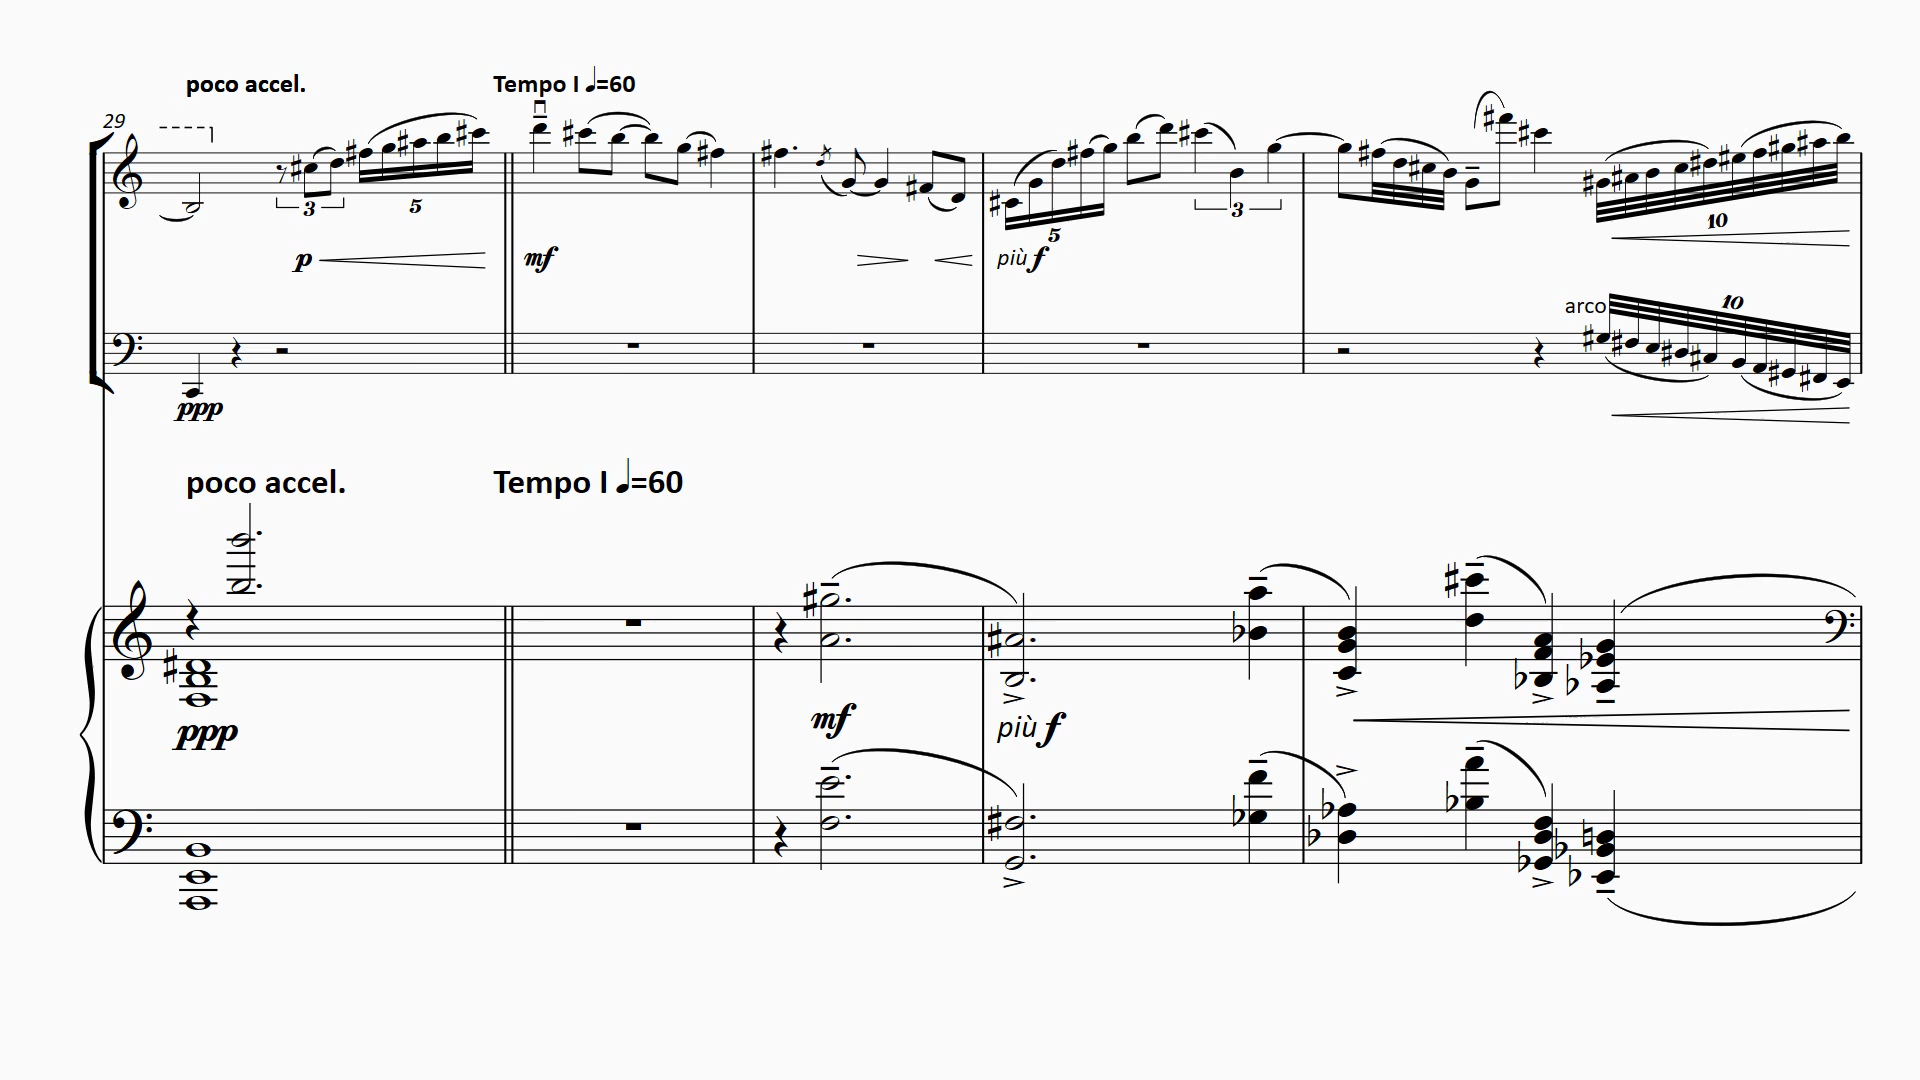 poco accel. Tempo I ♩=60
29
3 5 5 3 10
p mf più f
arco 10
ppp
poco accel. Tempo I ♩=60
ppp mf più f